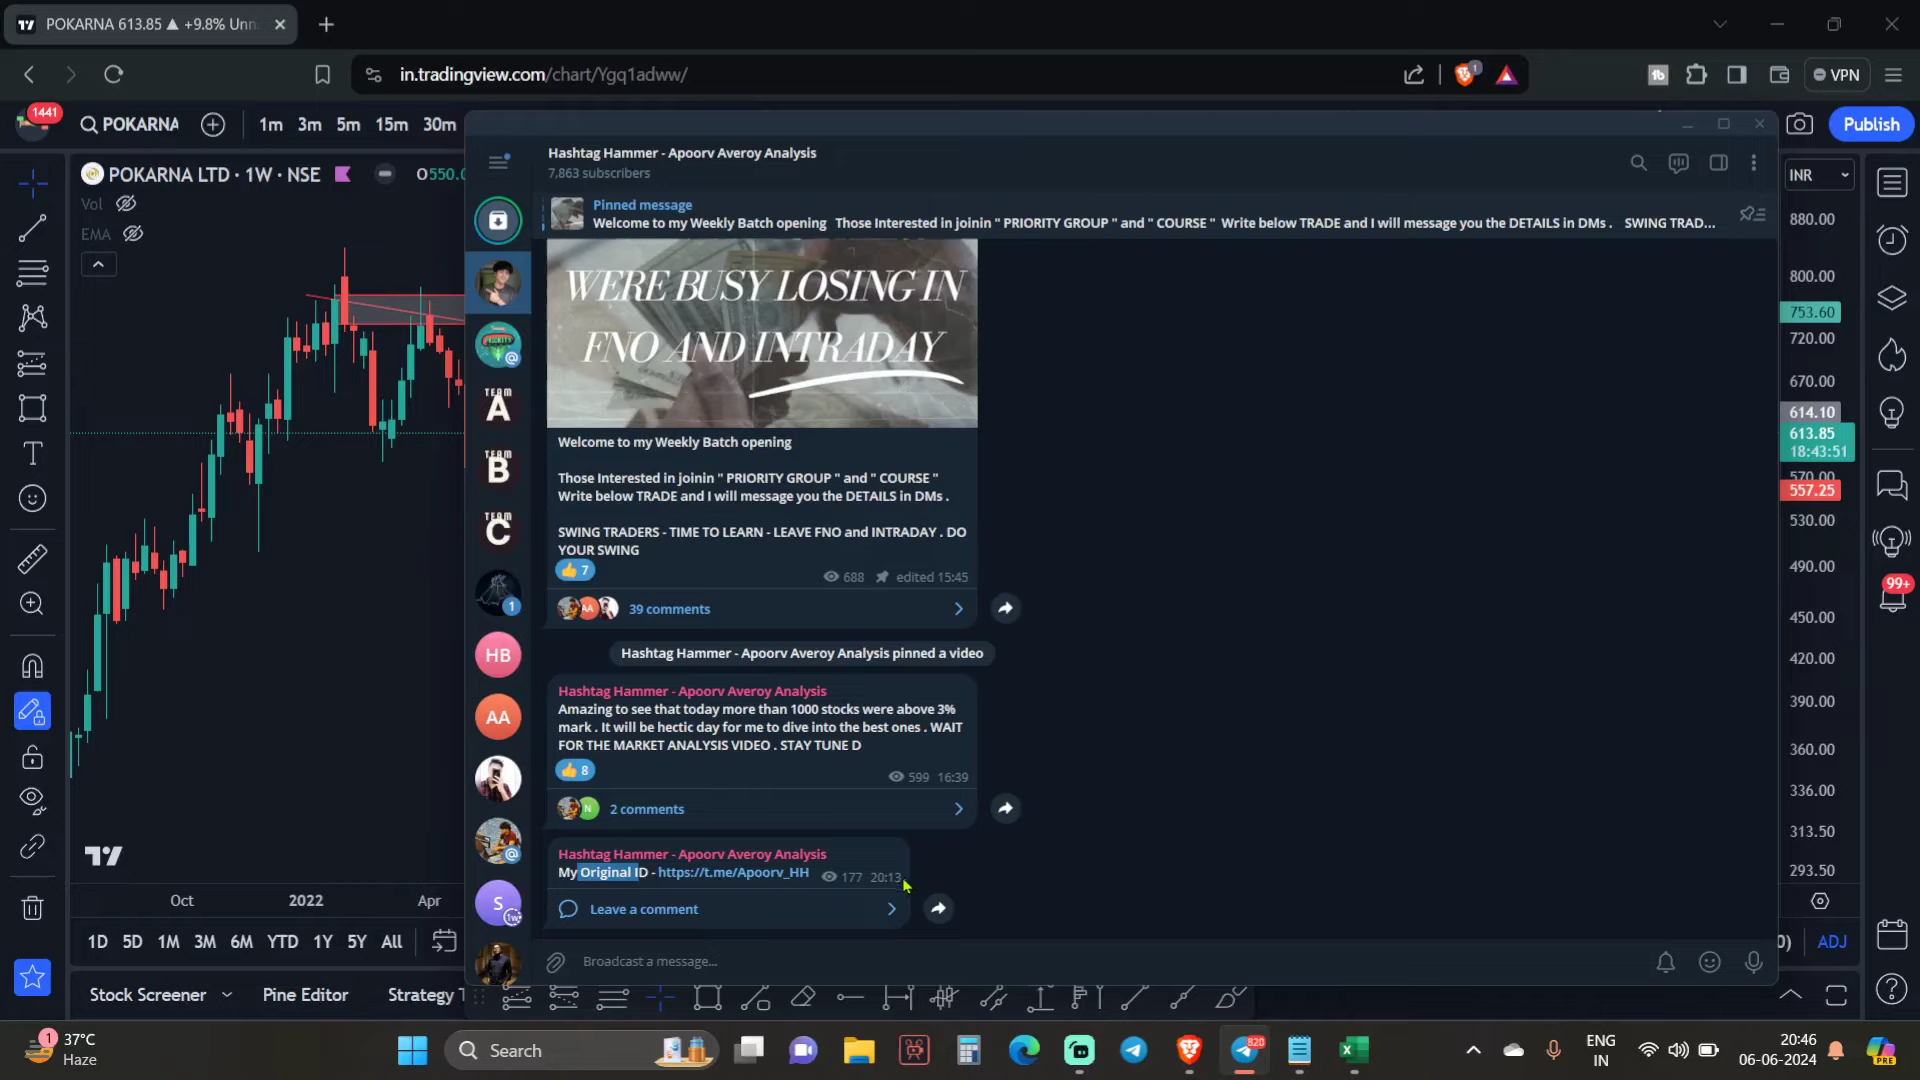 POKARNA 613.85 ▲ +9.8% Unn
in.tradingview.com/chart/Ygq1adww/
1
VPN
1441
POKARNA
1m 3m 5m 15m 30m
Publish
POKARNA LTD · 1W · NSE
O550.0
Vol
EMA
Hashtag Hammer - Apoorv Averoy Analysis
7,863 subscribers
Pinned message
Welcome to my Weekly Batch opening Those Interested in joinin " PRIORITY GROUP " and " COURSE " Write below TRADE and I will message you the DETAILS in DMs . SWING TRAD...
WERE BUSY LOSING IN
FNO AND INTRADAY
Welcome to my Weekly Batch opening
Those Interested in joinin " PRIORITY GROUP " and " COURSE "
Write below TRADE and I will message you the DETAILS in DMs .
SWING TRADERS - TIME TO LEARN - LEAVE FNO and INTRADAY . DO
YOUR SWING
7
688 edited 15:45
39 comments
Hashtag Hammer - Apoorv Averoy Analysis pinned a video
Hashtag Hammer - Apoorv Averoy Analysis
Amazing to see that today more than 1000 stocks were above 3%
mark . It will be hectic day for me to dive into the best ones . WAIT
FOR THE MARKET ANALYSIS VIDEO . STAY TUNE D
8
599 16:39
2 comments
Hashtag Hammer - Apoorv Averoy Analysis
My Original ID - https://t.me/Apoorv_HH 177 20:13
Leave a comment
Broadcast a message...
TEAM
A
TEAM
B
TEAM
C
1
HB
AA
AA
N
S
1w
INR
880.00
800.00
753.60
720.00
670.00
614.10
613.85
18:43:51
570.00
557.25
530.00
490.00
450.00
420.00
390.00
360.00
336.00
313.50
293.50
99+
Oct 2022 Apr
1D 5D 1M 3M 6M YTD 1Y 5Y All
ADJ
Stock Screener Pine Editor Strategy T
1
37°C
Haze
Search
820
ENG
IN
20:46
06-06-2024
PRE